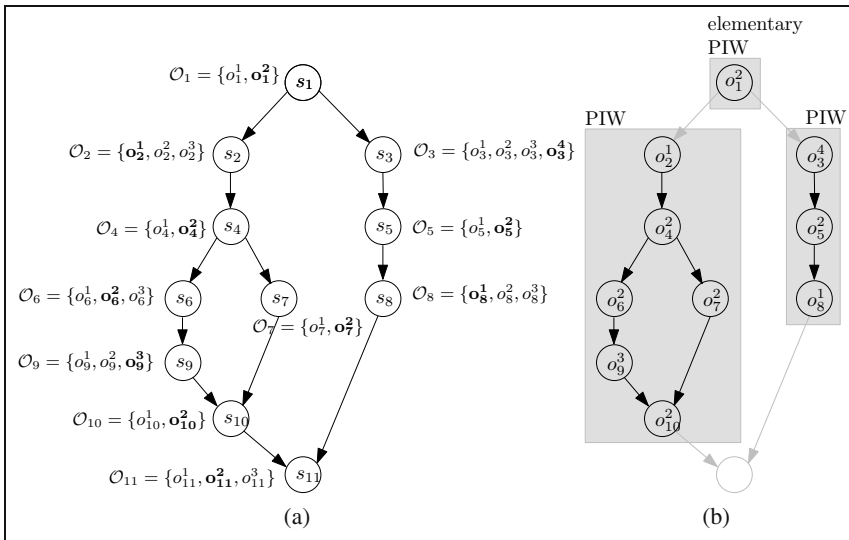 elementary
PIW
𝒪₁ = {o₁¹, **o₁²**} s₁ o₁²
PIW PIW
𝒪₂ = {**o₂¹**, o₂², o₂³} s₂ s₃ 𝒪₃ = {o₃¹, o₃², o₃³, **o₃⁴**} o₂¹ o₃⁴
𝒪₄ = {o₄¹, **o₄²**} s₄ s₅ 𝒪₅ = {o₅¹, **o₅²**} o₄² o₅²
𝒪₆ = {o₆¹, **o₆²**, o₆³} s₆ s₇ s₈ 𝒪₈ = {**o₈¹**, o₈², o₈³} o₆² o₇² o₈¹
𝒪₇ = {o₇¹, **o₇²**}
𝒪₉ = {o₉¹, o₉², **o₉³**} s₉ o₉³
𝒪₁₀ = {o₁₀¹, **o₁₀²**} s₁₀ o₁₀²
𝒪₁₁ = {o₁₁¹, **o₁₁²**, o₁₁³} s₁₁
(a) (b)